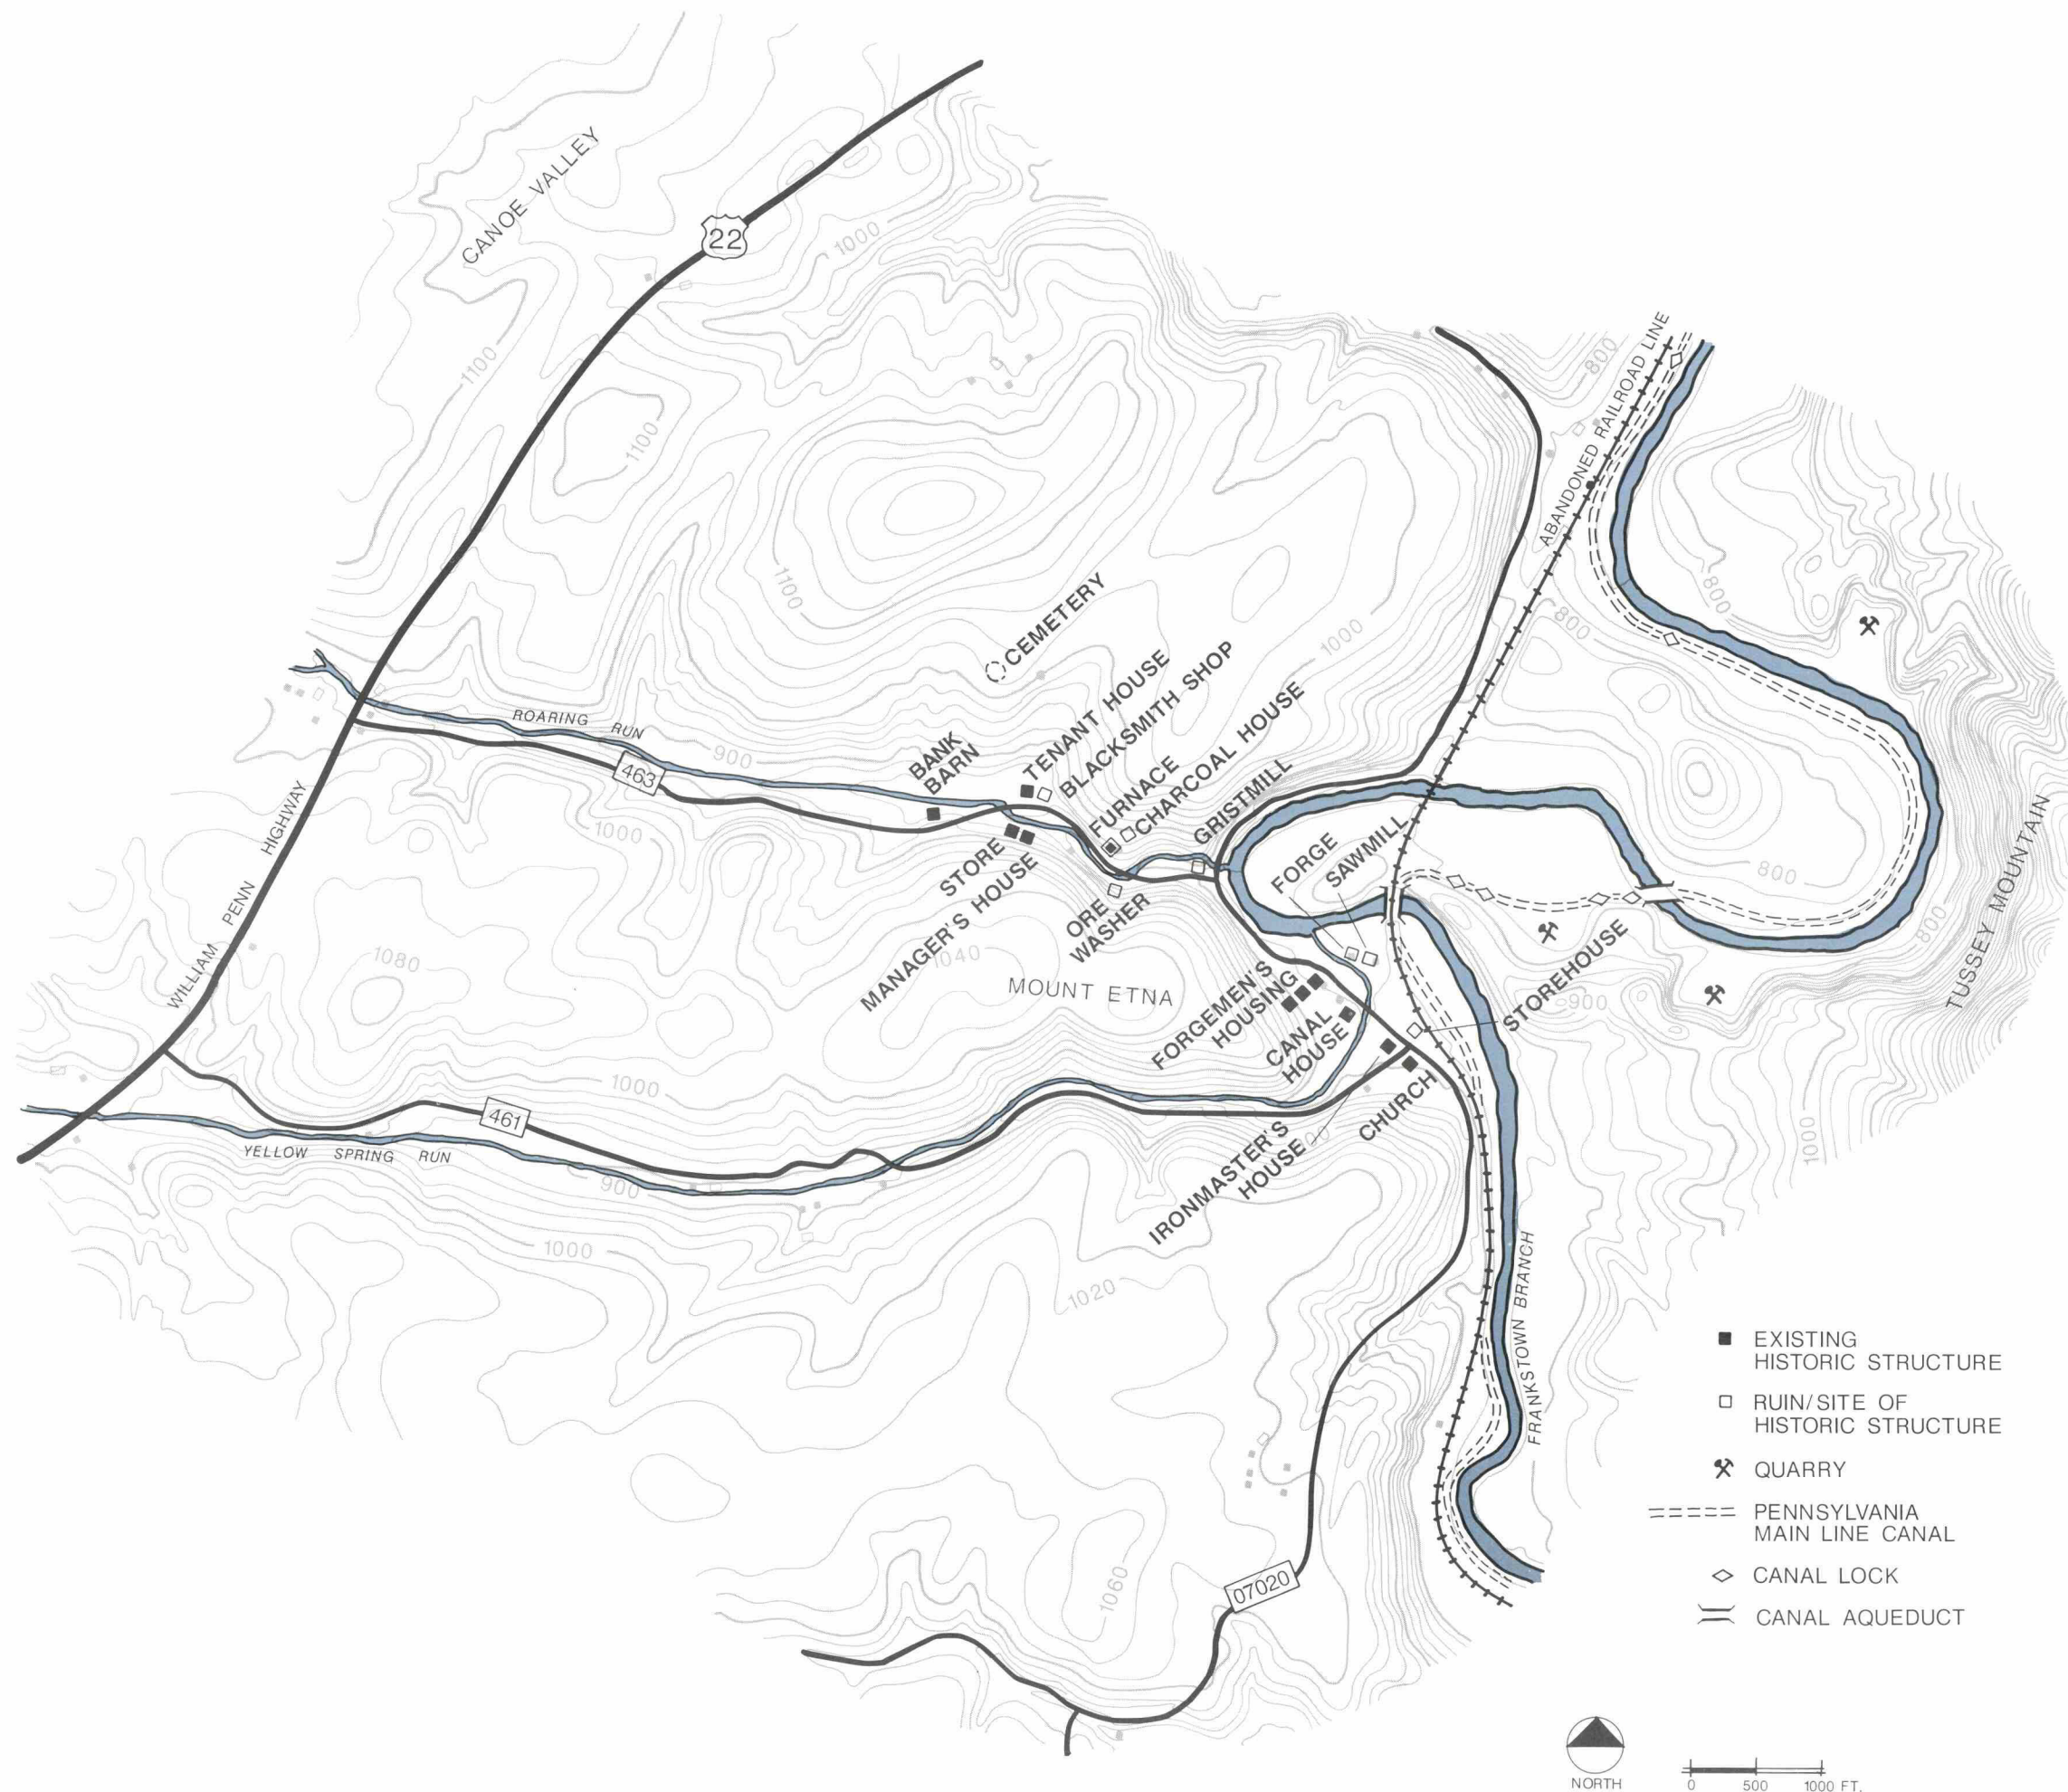 CANOE VALLEY
22
1000
1100
1100
1100
800
ABANDONED RAILROAD LINE
800
800
CEMETERY
1000
TENANT HOUSE
BLACKSMITH SHOP
CHARCOAL HOUSE
FURNACE
GRISTMILL
BANK
BARN
ROARING RUN
900
463
1000
WILLIAM PENN HIGHWAY
STORE
MANAGER'S HOUSE
ORE
WASHER
FORGE
SAWMILL
800
800
TUSSEY MOUNTAIN
STOREHOUSE
900
1080
1040
MOUNT ETNA
FORGEMEN'S
HOUSING
CANAL
HOUSE
CHURCH
IRONMASTER'S
HOUSE
1000
461
YELLOW SPRING RUN
900
1000
1000
1020
FRANKSTOWN BRANCH
1060
07020
EXISTING
HISTORIC STRUCTURE
RUIN/SITE OF
HISTORIC STRUCTURE
QUARRY
PENNSYLVANIA
MAIN LINE CANAL
CANAL LOCK
CANAL AQUEDUCT
NORTH
0 500 1000 FT.